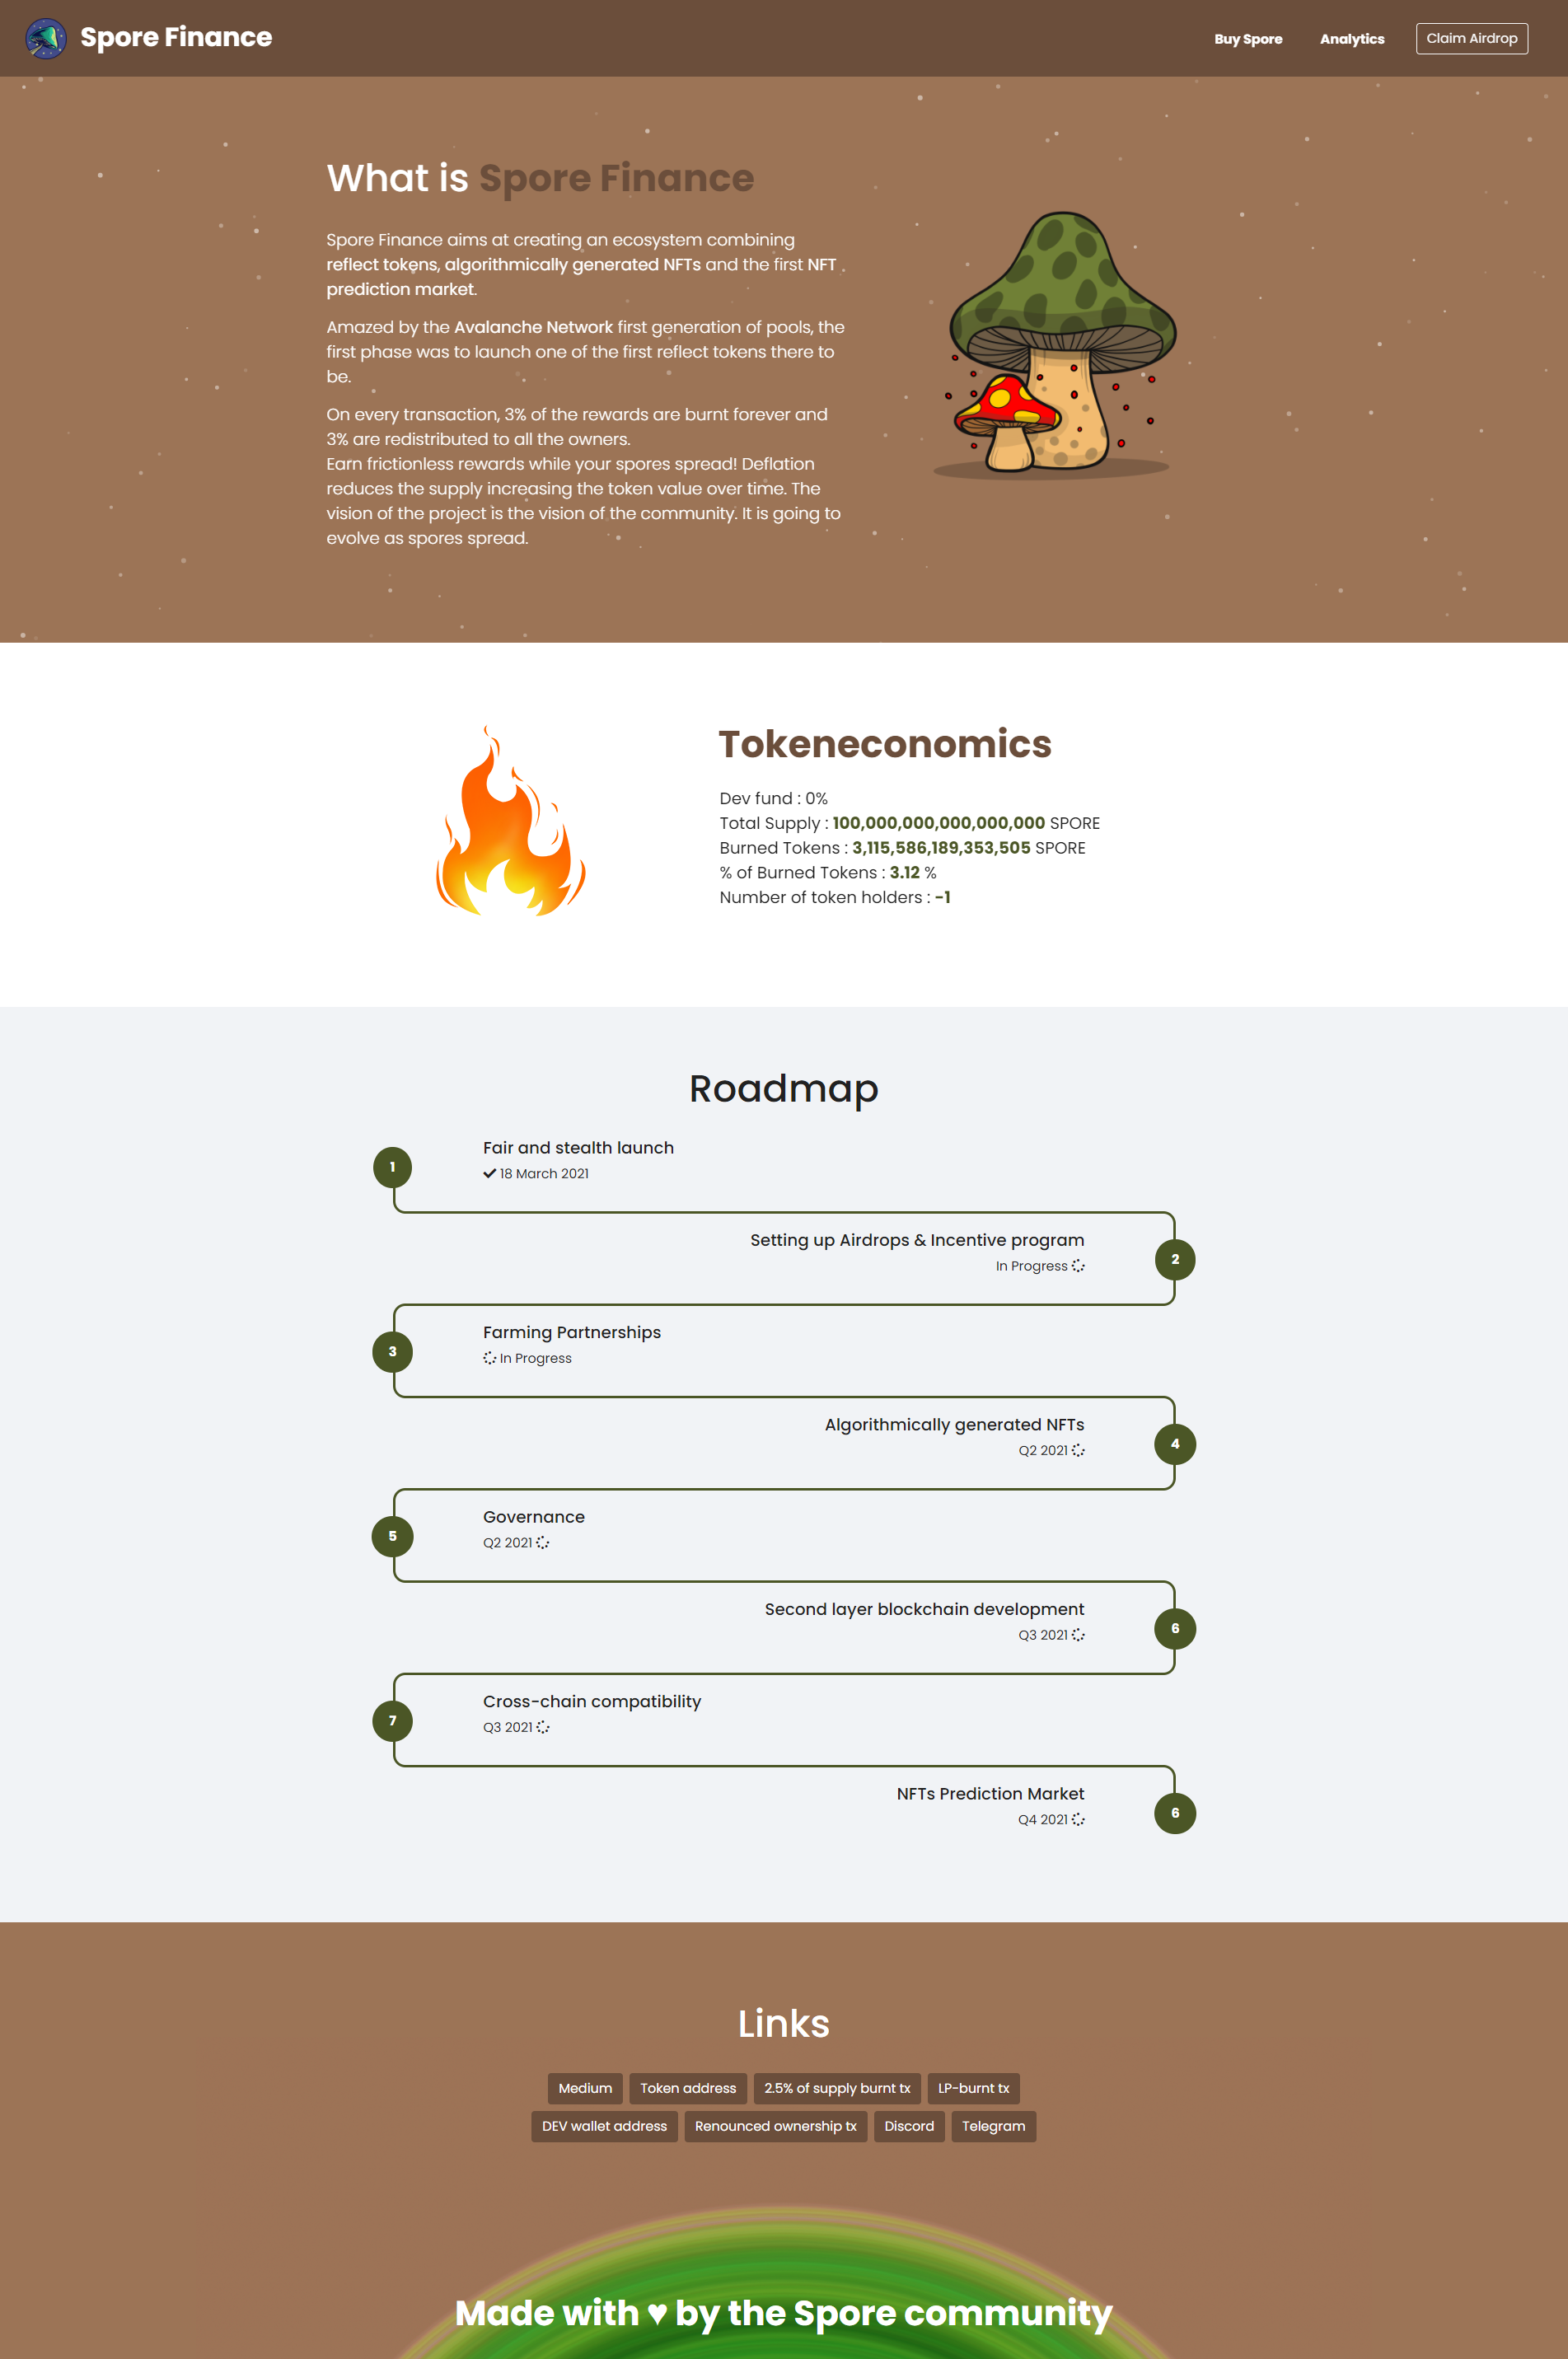 Spore Finance
Buy Spore
Analytics
Claim Airdrop
What is Spore Finance
Spore Finance aims at creating an ecosystem combining
reflect tokens, algorithmically generated NFTs and the first NFT
prediction market.
Amazed by the Avalanche Network first generation of pools, the
first phase was to launch one of the first reflect tokens there to
be.
On every transaction, 3% of the rewards are burnt forever and
3% are redistributed to all the owners.
Earn frictionless rewards while your spores spread! Deflation
reduces the supply increasing the token value over time. The
vision of the project is the vision of the community. It is going to
evolve as spores spread.
Tokeneconomics
Dev fund : 0%
Total Supply : 100,000,000,000,000,000 SPORE
Burned Tokens : 3,115,586,189,353,505 SPORE
% of Burned Tokens : 3.12 %
Number of token holders : -1
Roadmap
1
Fair and stealth launch
18 March 2021
Setting up Airdrops & Incentive program
2
In Progress
Farming Partnerships
3
In Progress
Algorithmically generated NFTs
4
Q2 2021
Governance
5
Q2 2021
Second layer blockchain development
6
Q3 2021
Cross-chain compatibility
7
Q3 2021
NFTs Prediction Market
6
Q4 2021
Links
Medium
Token address
2.5% of supply burnt tx
LP-burnt tx
DEV wallet address
Renounced ownership tx
Discord
Telegram
Made with ♥ by the Spore community